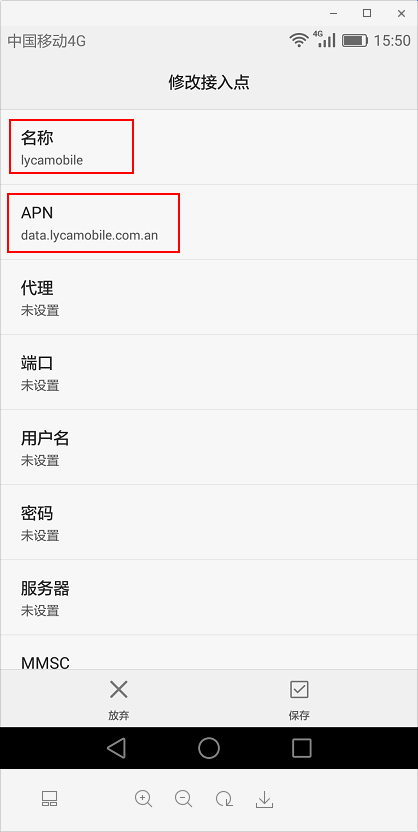 中国移动4G
4G
15:50
修改接入点
名称
lycamobile
APN
data.lycamobile.com.an
代理
未设置
端口
未设置
用户名
未设置
密码
未设置
服务器
未设置
MMSC
放弃
保存